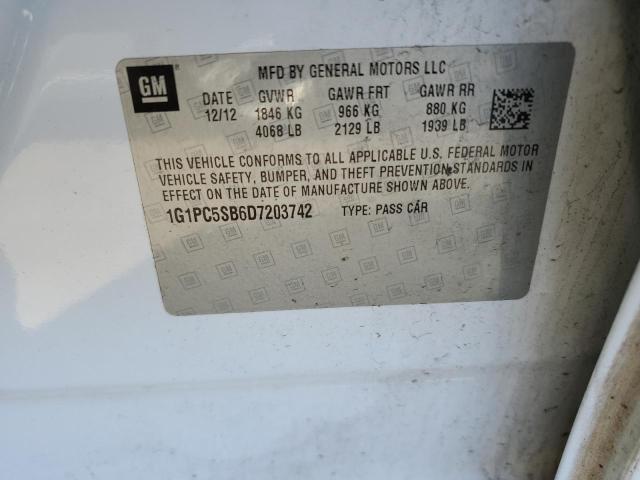 GM
MFD BY GENERAL MOTORS LLC
DATE GVWR GAWR FRT GAWR RR
12/12 1846 KG 966 KG 880 KG
4068 LB 2129 LB 1939 LB
THIS VEHICLE CONFORMS TO ALL APPLICABLE U.S. FEDERAL MOTOR
VEHICLE SAFETY, BUMPER, AND THEFT PREVENTION STANDARDS IN
EFFECT ON THE DATE OF MANUFACTURE SHOWN ABOVE.
1G1PC5SB6D7203742 TYPE: PASS CAR